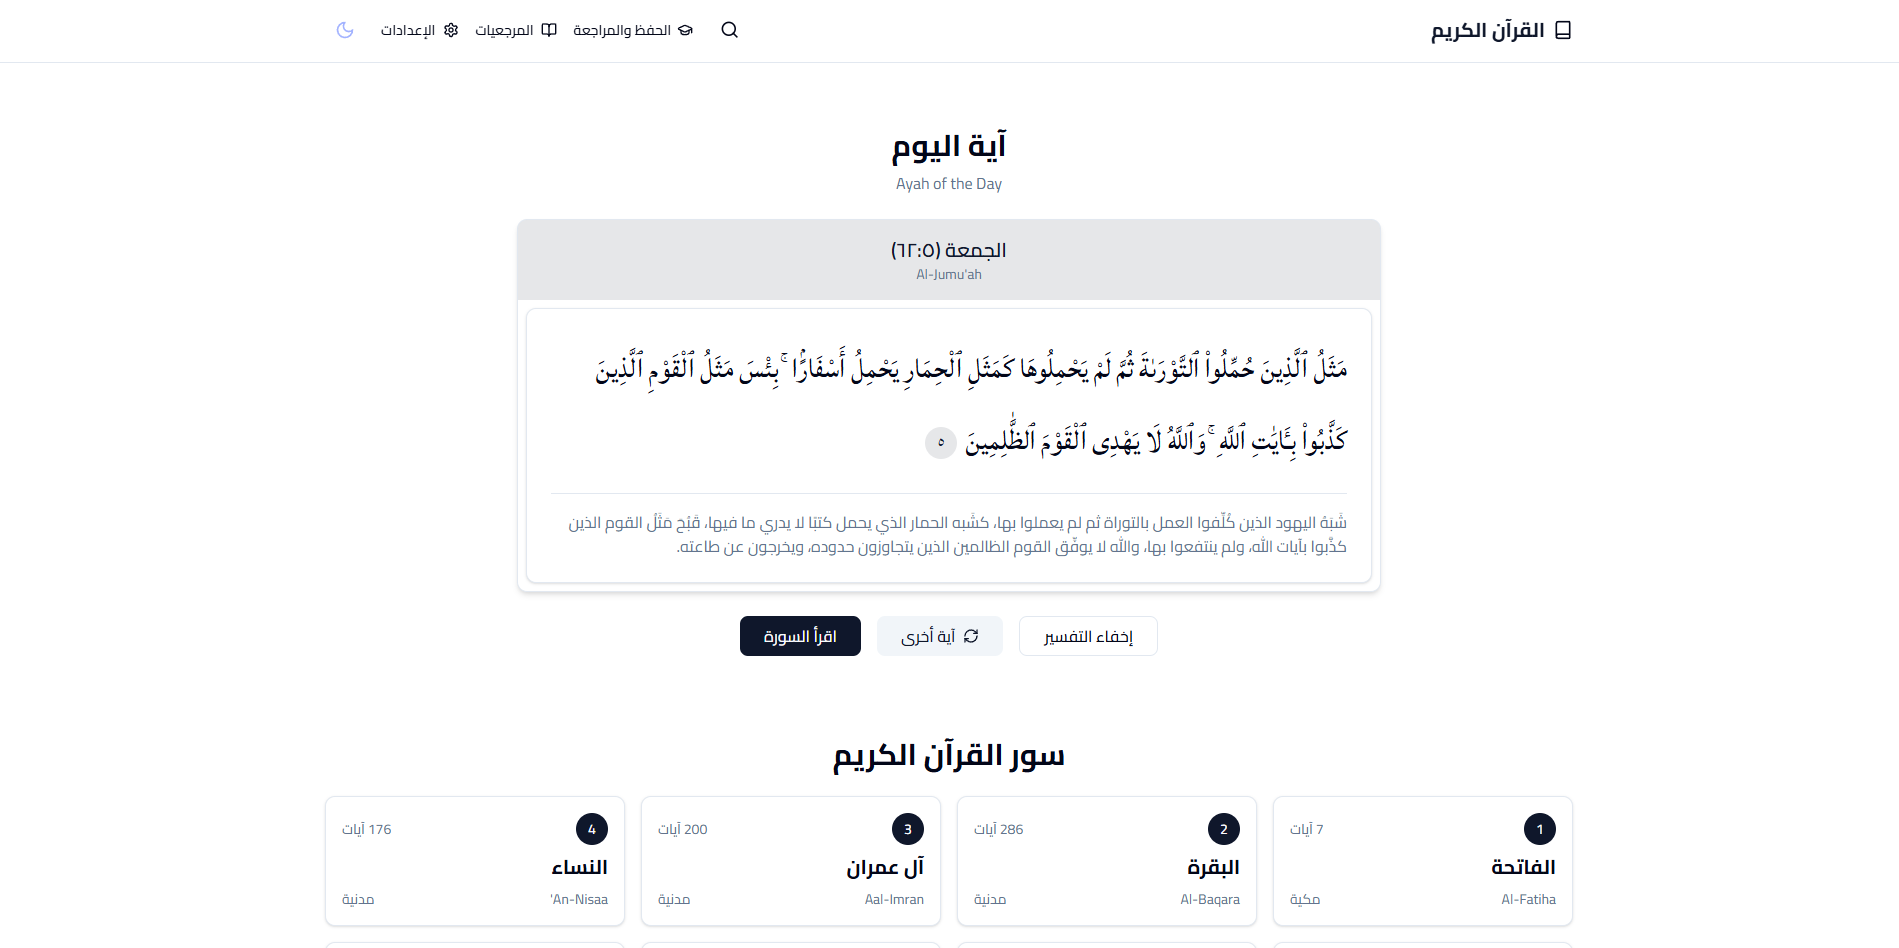 القرآن الكريم
الحفظ والمراجعة
المرجعيات
الإعدادات
آية اليوم
Ayah of the Day
الجمعة (٦٢:٥)
Al-Jumu'ah
مَثَلُ ٱلَّذِينَ حُمِّلُوا۟ ٱلتَّوْرَىٰةَ ثُمَّ لَمْ يَحْمِلُوهَا كَمَثَلِ ٱلْحِمَارِ يَحْمِلُ أَسْفَارًۢا ۚ بِئْسَ مَثَلُ ٱلْقَوْمِ ٱلَّذِينَ
كَذَّبُوا۟ بِـَٔايَـٰتِ ٱللَّهِ ۚ وَٱللَّهُ لَا يَهْدِى ٱلْقَوْمَ ٱلظَّـٰلِمِينَ ٥
شَبَهُ اليهود الذين كُلِّفوا العمل بالتوراة ثم لم يعملوا بها، كشَبه الحمار الذي يحمل كتبًا لا يدري ما فيها، قَبُحَ مَثَلُ القوم الذين
كذَّبوا بآيات الله، ولم ينتفعوا بها، والله لا يوفِّق القوم الظالمين الذين يتجاوزون حدوده، ويخرجون عن طاعته.
إخفاء التفسير
آية أخرى
اقرأ السورة
سور القرآن الكريم
1
7 آيات
الفاتحة
Al-Fatiha
مكية
2
286 آيات
البقرة
Al-Baqara
مدنية
3
200 آيات
آل عمران
Aal-Imran
مدنية
4
176 آيات
النساء
An-Nisaa'
مدنية